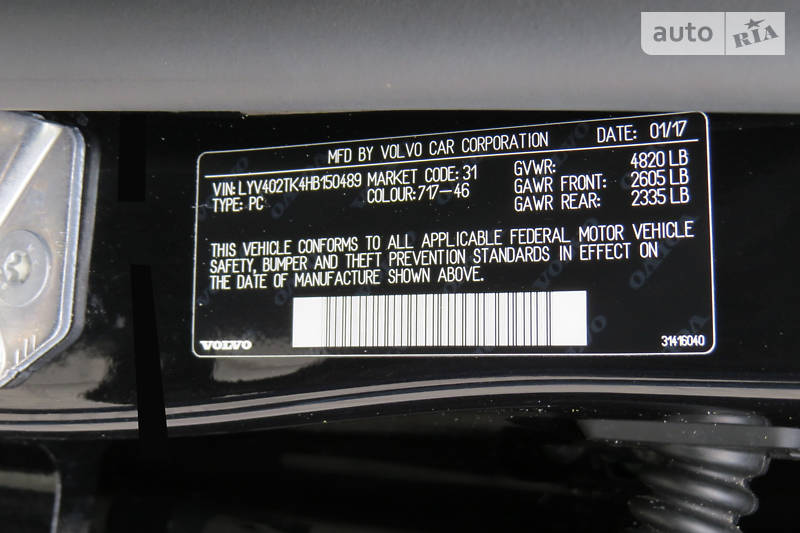 auto RIA
MFD BY VOLVO CAR CORPORATION DATE: 01/17
VIN: LYV402TK4HB150489 MARKET CODE: 31 GVWR: 4820 LB
TYPE: PC COLOUR: 717-46 GAWR FRONT: 2605 LB
GAWR REAR: 2335 LB
THIS VEHICLE CONFORMS TO ALL APPLICABLE FEDERAL MOTOR VEHICLE
SAFETY, BUMPER AND THEFT PREVENTION STANDARDS IN EFFECT ON
THE DATE OF MANUFACTURE SHOWN ABOVE.
VOLVO 31416040